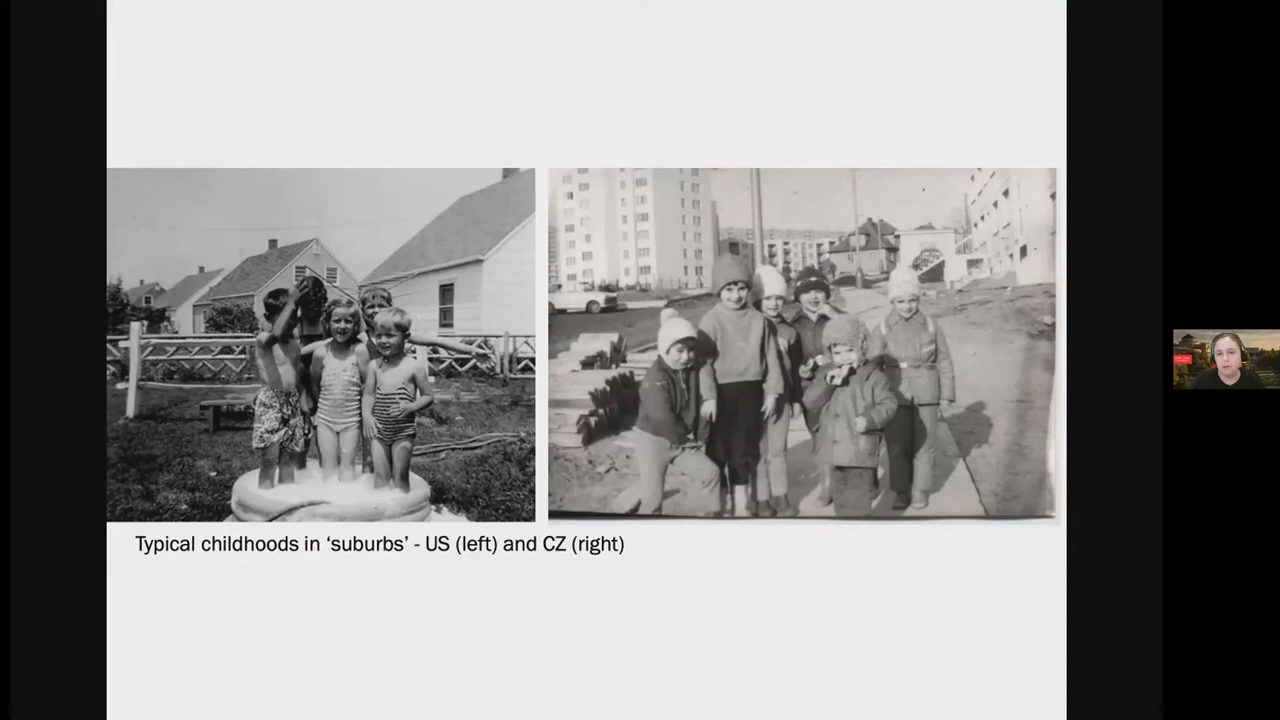 Typical childhoods in ‘suburbs’ - US (left) and CZ (right)